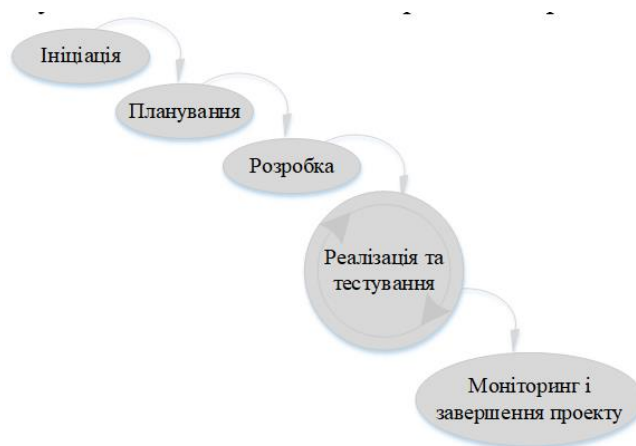 Ініціація
Планування
Розробка
Реалізація та
тестування
Моніторинг і
завершення проекту